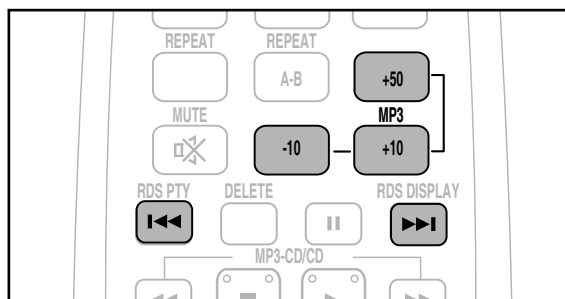 REPEAT REPEAT
A-B +50
MUTE MP3
-10 +10
RDS PTY DELETE RDS DISPLAY
MP3-CD/CD